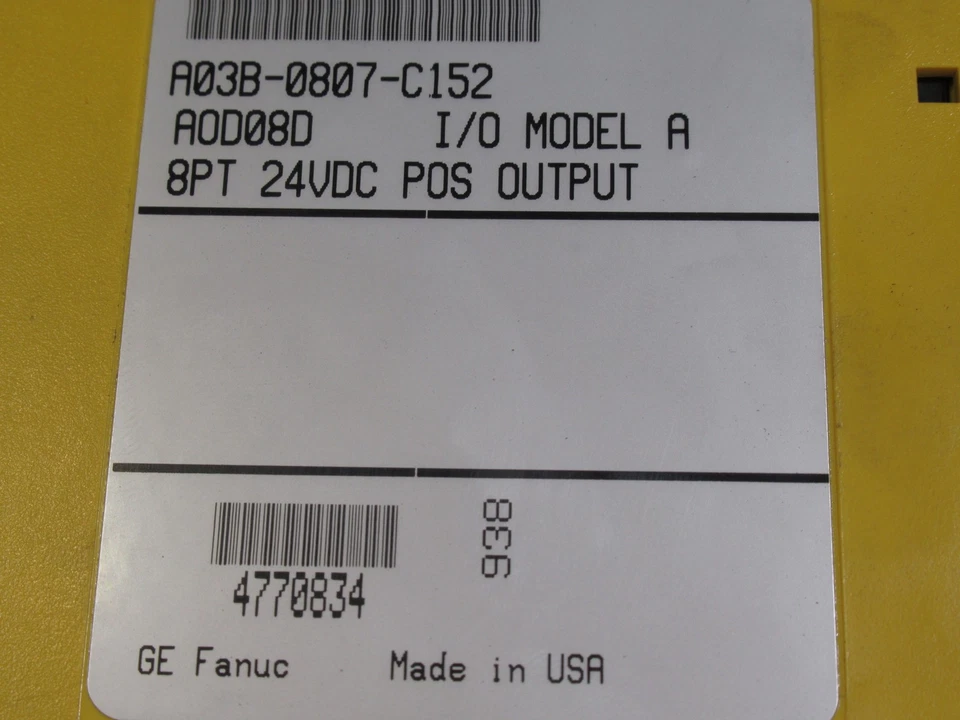 A03B-0807-C152
AOD08D I/O MODEL A
8PT 24VDC POS OUTPUT
938
4770834
GE Fanuc Made in USA